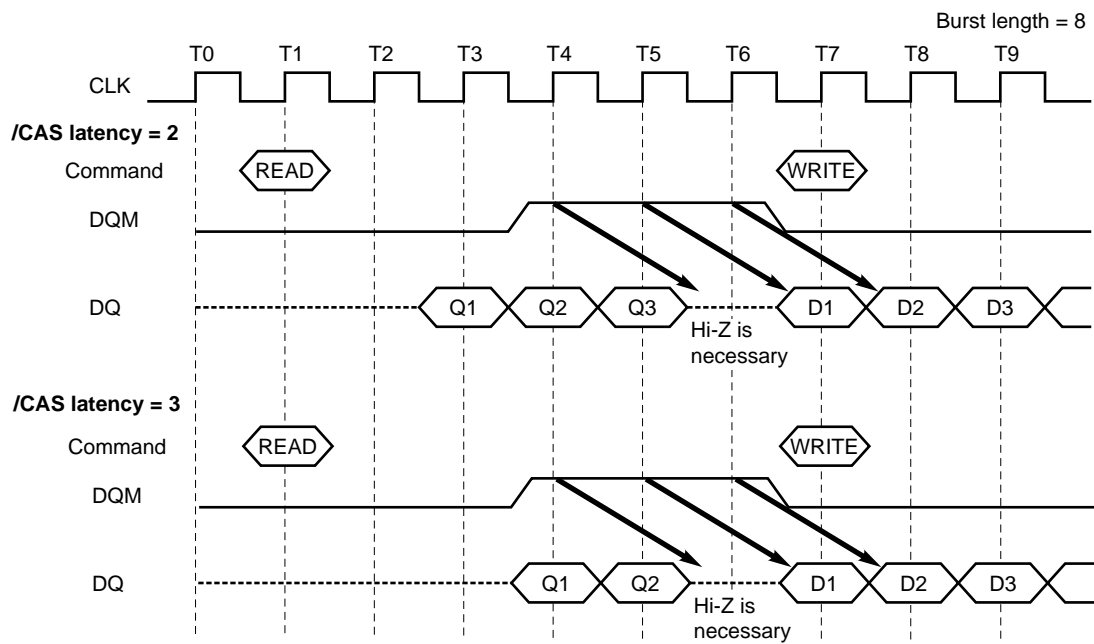 Burst length = 8
T0 T1 T2 T3 T4 T5 T6 T7 T8 T9
CLK
/CAS latency = 2
Command READ WRITE
DQM
DQ Q1 Q2 Q3 D1 D2 D3
Hi-Z is
necessary
/CAS latency = 3
Command READ WRITE
DQM
DQ Q1 Q2 D1 D2 D3
Hi-Z is
necessary